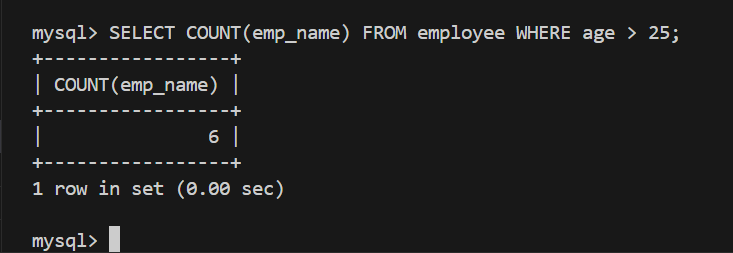 mysql> SELECT COUNT(emp_name) FROM employee WHERE age > 25;
+-----------------+
| COUNT(emp_name) |
+-----------------+
|               6 |
+-----------------+
1 row in set (0.00 sec)
mysql>